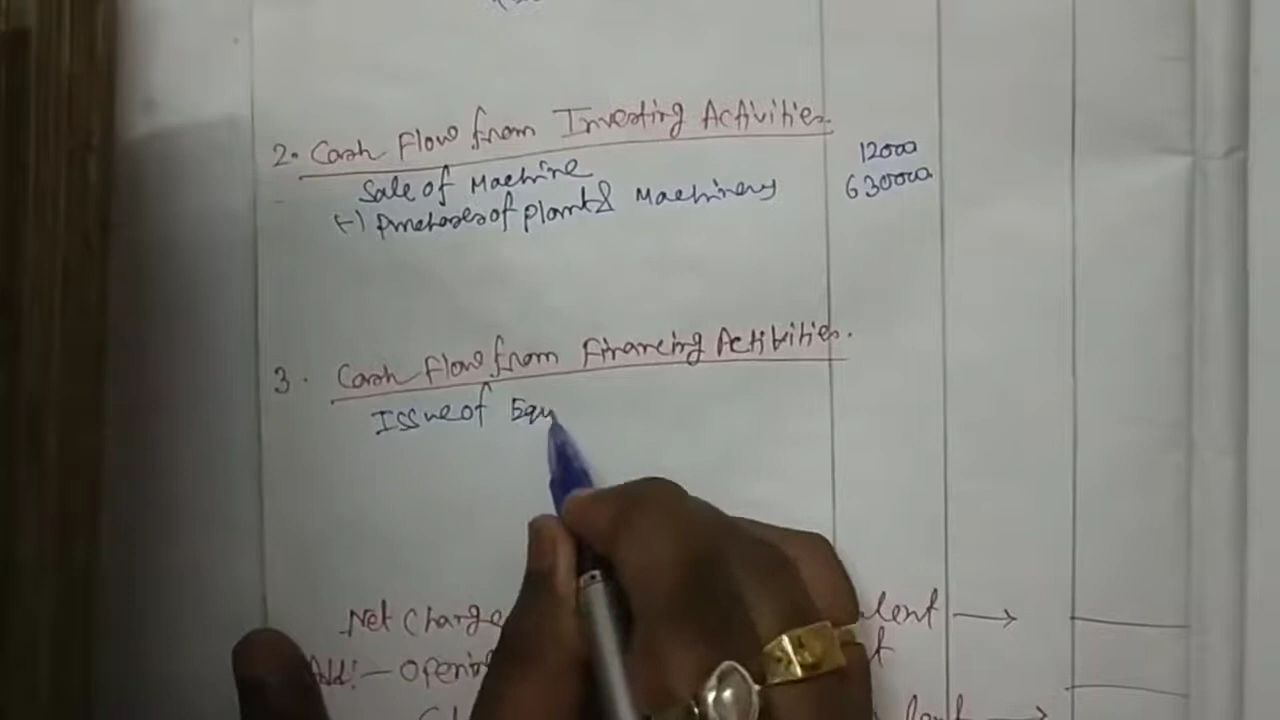 2. Cash Flow from Investing Activities.
Sale of Machine 12000
(-) Purchases of plant & Machinery 630000
3. Cash Flow from Financing Activities.
Issue of Equ
Net Change →
Add:- Opening